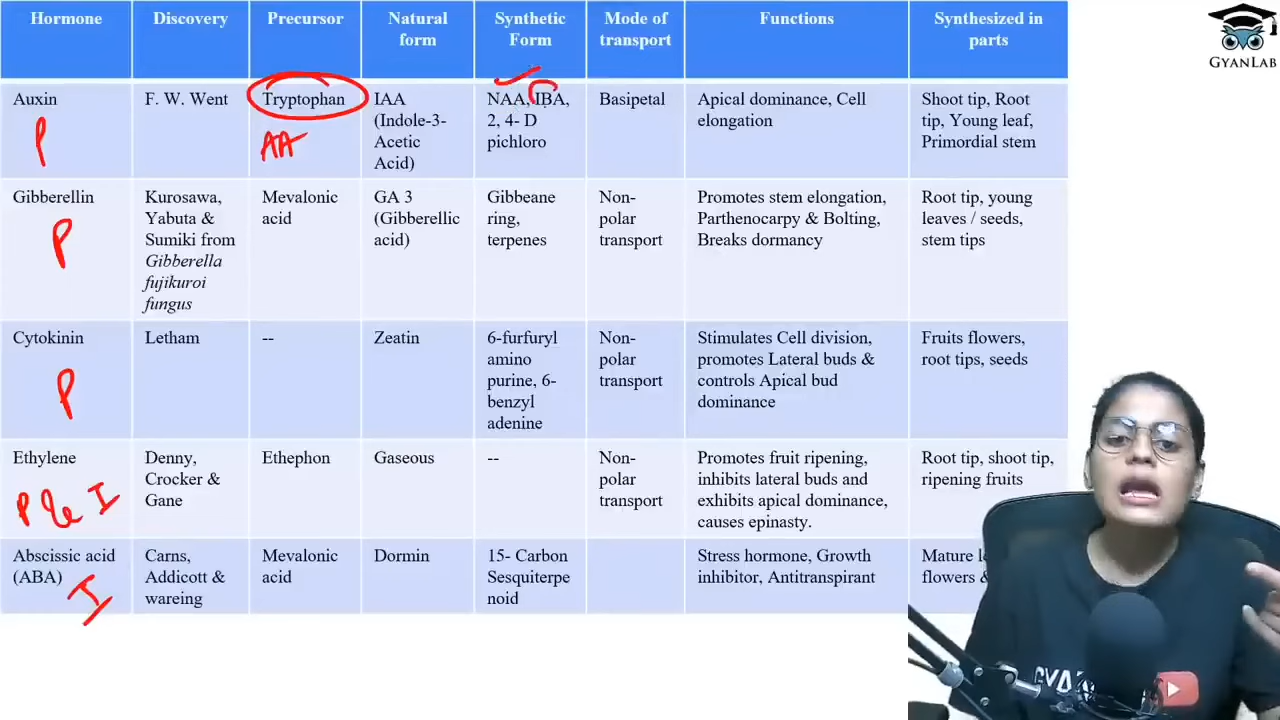 Hormone
Discovery
Precursor
Natural
form
Synthetic
Form
Mode of
transport
Functions
Synthesized in
parts
GYANLAB
Auxin
P
F. W. Went
Tryptophan
AA
IAA
(Indole-3-
Acetic
Acid)
NAA, IBA,
2, 4- D
pichloro
Basipetal
Apical dominance, Cell
elongation
Shoot tip, Root
tip, Young leaf,
Primordial stem
Gibberellin
P
Kurosawa,
Yabuta &
Sumiki from
Gibberella
fujikuroi
fungus
Mevalonic
acid
GA 3
(Gibberellic
acid)
Gibbeane
ring,
terpenes
Non-
polar
transport
Promotes stem elongation,
Parthenocarpy & Bolting,
Breaks dormancy
Root tip, young
leaves / seeds,
stem tips
Cytokinin
P
Letham
--
Zeatin
6-furfuryl
amino
purine, 6-
benzyl
adenine
Non-
polar
transport
Stimulates Cell division,
promotes Lateral buds &
controls Apical bud
dominance
Fruits flowers,
root tips, seeds
Ethylene
P & I
Denny,
Crocker &
Gane
Ethephon
Gaseous
--
Non-
polar
transport
Promotes fruit ripening,
inhibits lateral buds and
exhibits apical dominance,
causes epinasty.
Root tip, shoot tip,
ripening fruits
Abscissic acid
(ABA)
I
Carns,
Addicott &
wareing
Mevalonic
acid
Dormin
15- Carbon
Sesquiterpe
noid
Stress hormone, Growth
inhibitor, Antitranspirant
Mature
flowers &